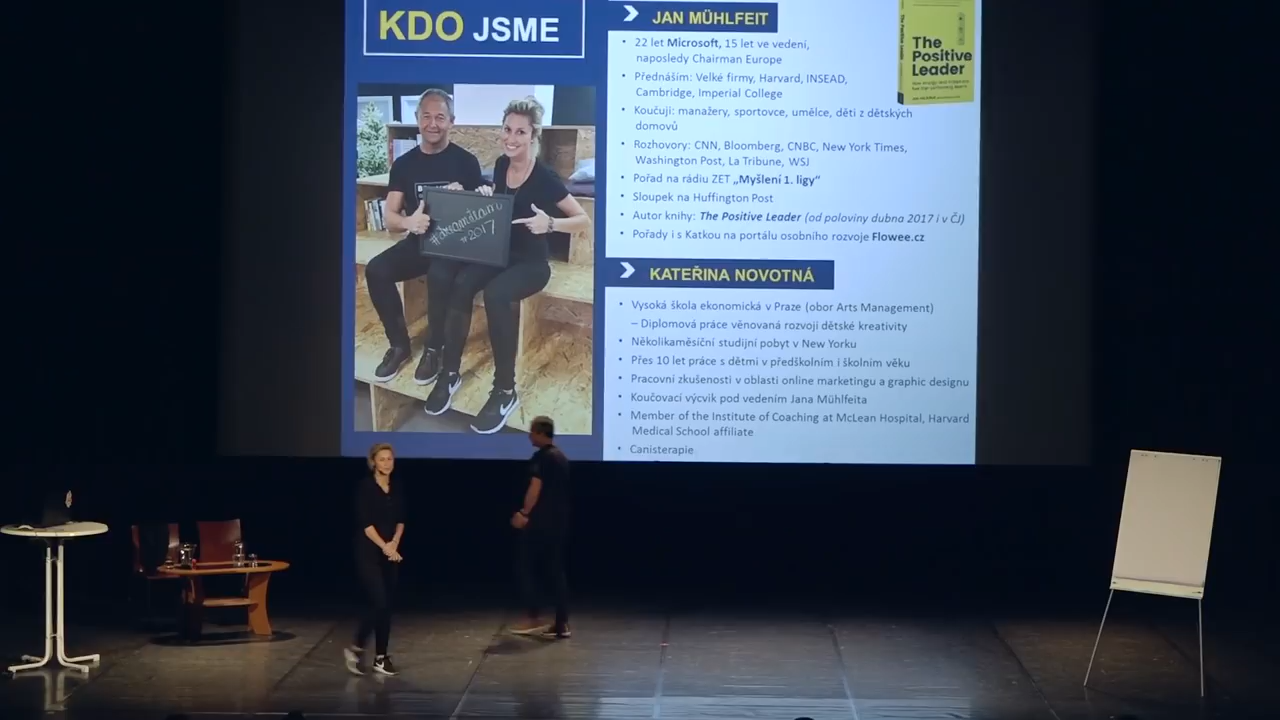 KDO JSME
#dksamitami
2017
JAN MÜHLFEIT
The
Positive
Leader
22 let Microsoft, 15 let ve vedení,
naposledy Chairman Europe
Přednáším: Velké firmy, Harvard, INSEAD,
Cambridge, Imperial College
Koučuji: manažery, sportovce, umělce, děti z dětských
domovů
Rozhovory: CNN, Bloomberg, CNBC, New York Times,
Washington Post, La Tribune, WSJ
Pořad na rádiu ZET „Myšlení 1. ligy“
Sloupek na Huffington Post
Autor knihy: The Positive Leader (od poloviny dubna 2017 i v ČJ)
Pořady i s Katkou na portálu osobního rozvoje Flowee.cz
KATEŘINA NOVOTNÁ
Vysoká škola ekonomická v Praze (obor Arts Management)
– Diplomová práce věnovaná rozvoji dětské kreativity
Několikaměsíční studijní pobyt v New Yorku
Přes 10 let práce s dětmi v předškolním i školním věku
Pracovní zkušenosti v oblasti online marketingu a graphic designu
Koučovací výcvik pod vedením Jana Mühlfeita
Member of the Institute of Coaching at McLean Hospital, Harvard
Medical School affiliate
Canisterapie